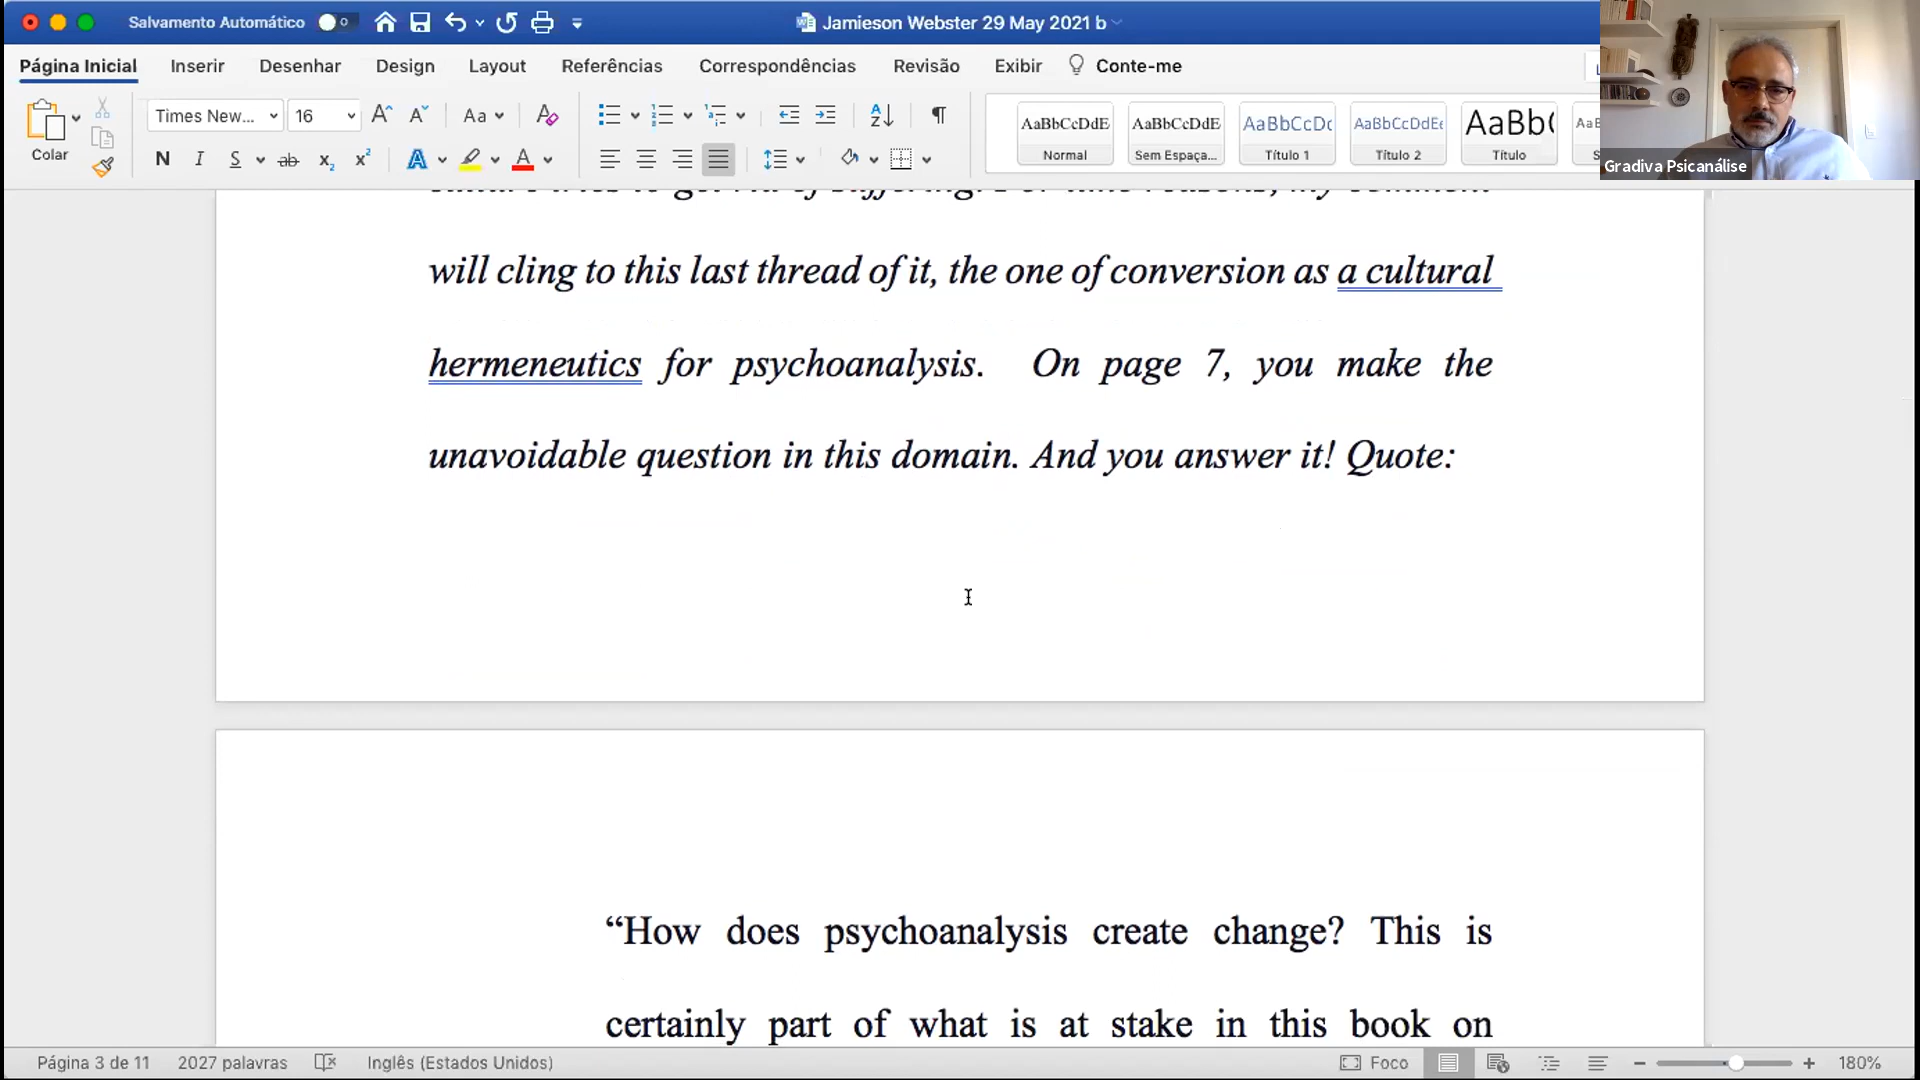 Salvamento Automático
Jamieson Webster 29 May 2021 b
Página Inicial Inserir Desenhar Design Layout Referências Correspondências Revisão Exibir Conte-me
Times New... 16 Aa
AaBbCcDdE AaBbCcDdE AaBbCcDc AaBbCcDdEe AaBb( AaB
Colar N I S ab x₂ x² A A
Normal Sem Espaça... Título 1 Título 2 Título
Gradiva Psicanálise
will cling to this last thread of it, the one of conversion as a cultural
hermeneutics for psychoanalysis. On page 7, you make the
unavoidable question in this domain. And you answer it! Quote:
“How does psychoanalysis create change? This is
certainly part of what is at stake in this book on
Página 3 de 11 2027 palavras Inglês (Estados Unidos) Foco 180%